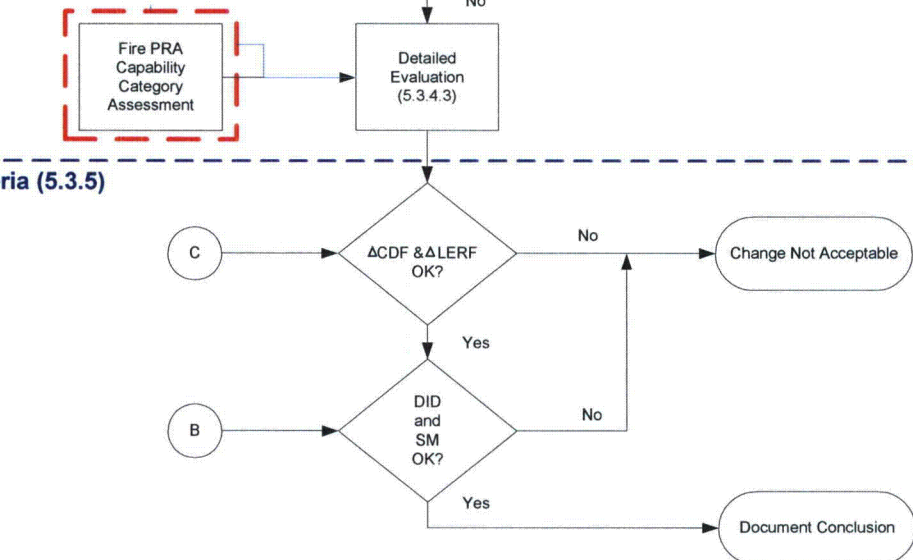 No
Fire PRA
Capability
Category
Assessment
Detailed
Evaluation
(5.3.4.3)
ria (5.3.5)
C
ΔCDF &ΔLERF
OK?
No
Change Not Acceptable
Yes
B
DID
and
SM
OK?
No
Yes
Document Conclusion